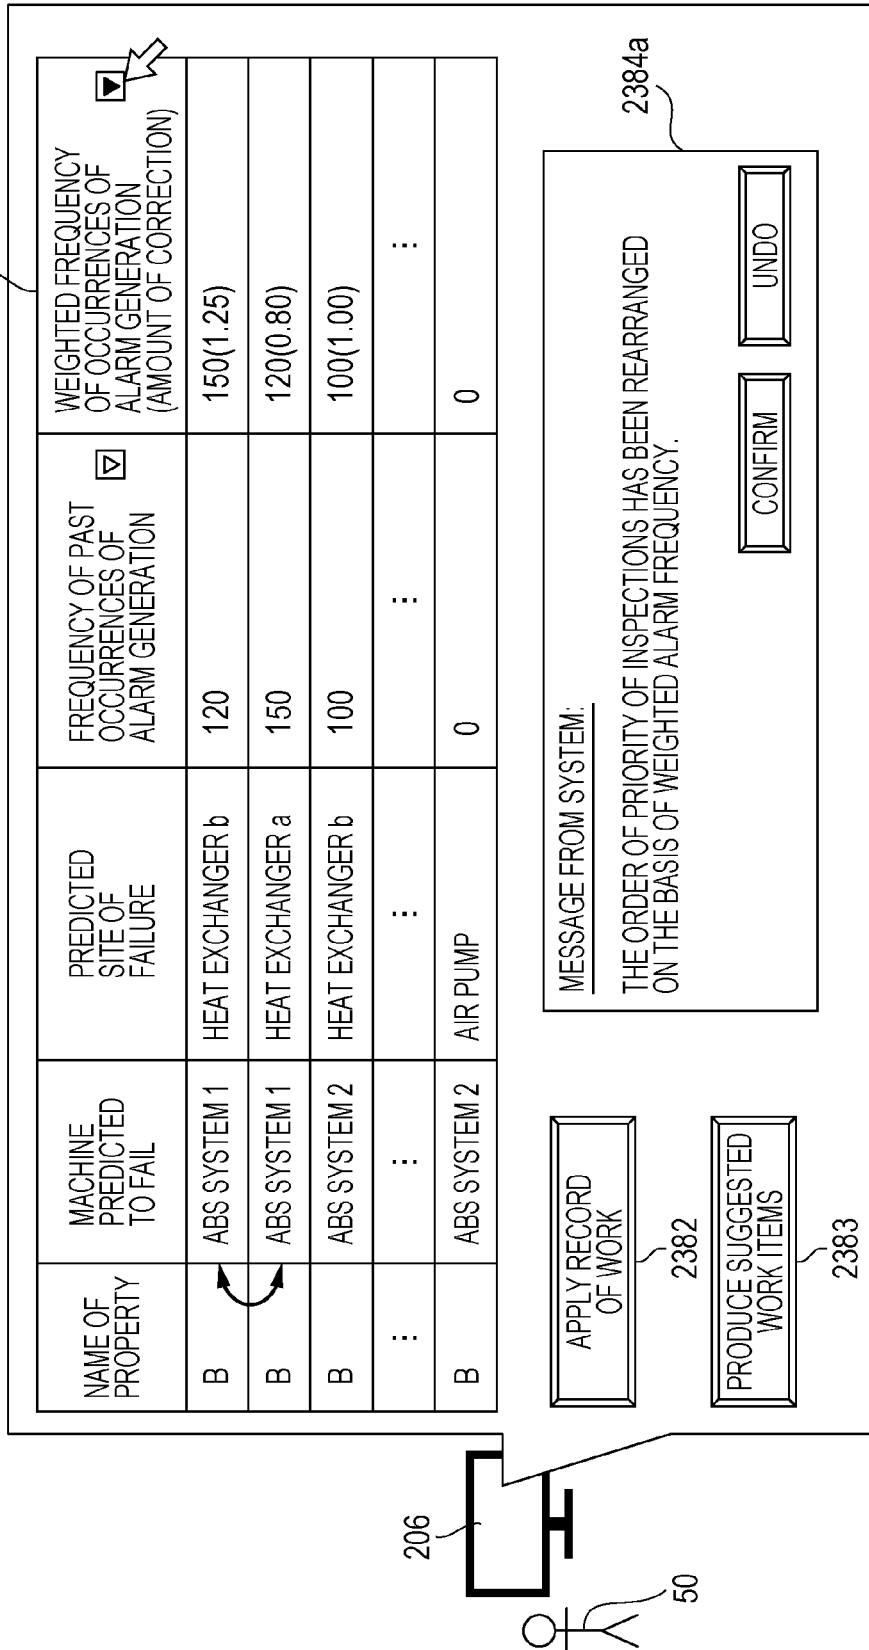 NAME OF
PROPERTY
MACHINE
PREDICTED
TO FAIL
PREDICTED
SITE OF
FAILURE
FREQUENCY OF PAST
OCCURRENCES OF
ALARM GENERATION
WEIGHTED FREQUENCY
OF OCCURRENCES OF
ALARM GENERATION
(AMOUNT OF CORRECTION)
B ABS SYSTEM 1 HEAT EXCHANGER b 120 150(1.25)
B ABS SYSTEM 1 HEAT EXCHANGER a 150 120(0.80)
B ABS SYSTEM 2 HEAT EXCHANGER b 100 100(1.00)
... ... ... ... ...
B ABS SYSTEM 2 AIR PUMP 0 0
APPLY RECORD
OF WORK
2382
PRODUCE SUGGESTED
WORK ITEMS
2383
MESSAGE FROM SYSTEM:
THE ORDER OF PRIORITY OF INSPECTIONS HAS BEEN REARRANGED
ON THE BASIS OF WEIGHTED ALARM FREQUENCY.
CONFIRM
UNDO
2384a
206
50